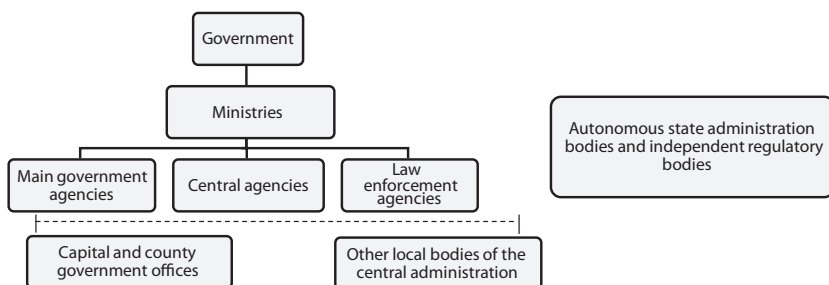 Government
Ministries
Autonomous state administration
bodies and independent regulatory
bodies
Main government
agencies
Central agencies
Law
enforcement
agencies
Capital and county
government offices
Other local bodies of the
central administration